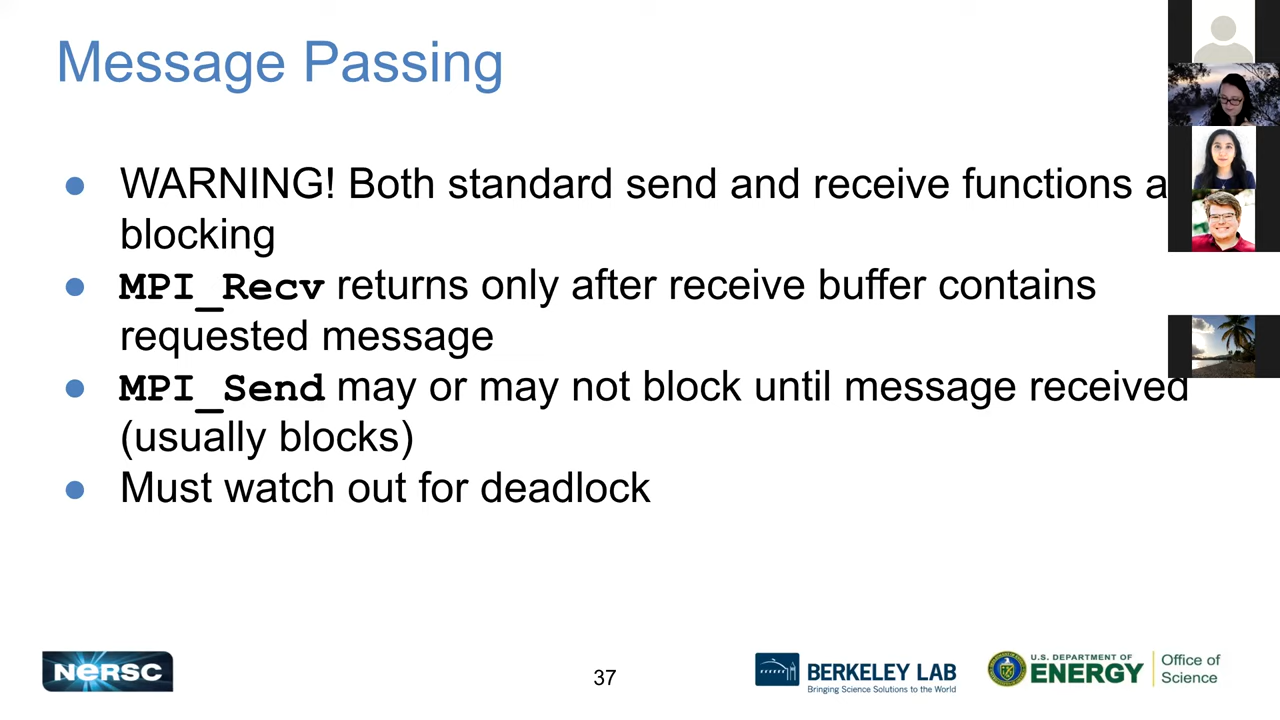 Message Passing
● WARNING! Both standard send and receive functions a
blocking
● MPI_Recv returns only after receive buffer contains
requested message
● MPI_Send may or may not block until message received
(usually blocks)
● Must watch out for deadlock
NERSC
37
BERKELEY LAB
Bringing Science Solutions to the World
U.S. DEPARTMENT OF
ENERGY
Office of
Science